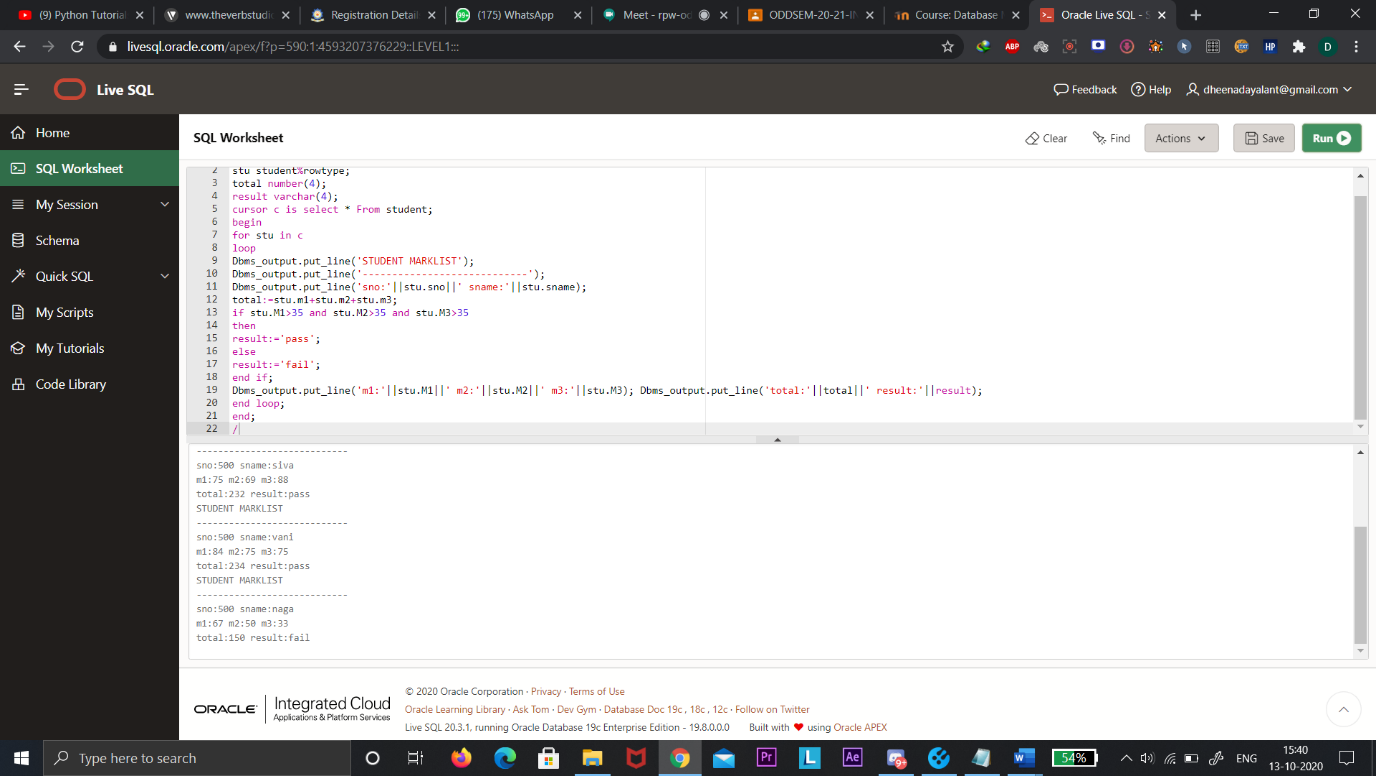 (9) Python Tutorial
www.theverbstudio
Registration Detail
99+ (175) WhatsApp
Meet - rpw-od
ODDSEM-20-21-I
Course: Database
Oracle Live SQL - S
livesql.oracle.com/apex/f?p=590:1:4593207376229::LEVEL1:::
ABP
HP
D
Live SQL
Feedback
Help
dheenadayalant@gmail.com
Home
SQL Worksheet
My Session
Schema
Quick SQL
My Scripts
My Tutorials
Code Library
SQL Worksheet
Clear
Find
Actions
Save
Run
2 stu student%rowtype;
3 total number(4);
4 result varchar(4);
5 cursor c is select * From student;
6 begin
7 for stu in c
8 loop
9 Dbms_output.put_line('STUDENT MARKLIST');
10 Dbms_output.put_line('---------------------------');
11 Dbms_output.put_line('sno:'||stu.sno||' sname:'||stu.sname);
12 total:=stu.m1+stu.m2+stu.m3;
13 if stu.M1>35 and stu.M2>35 and stu.M3>35
14 then
15 result:='pass';
16 else
17 result:='fail';
18 end if;
19 Dbms_output.put_line('m1:'||stu.M1||' m2:'||stu.M2||' m3:'||stu.M3); Dbms_output.put_line('total:'||total||' result:'||result);
20 end loop;
21 end;
22 /
---------------------------
sno:500 sname:siva
m1:75 m2:69 m3:88
total:232 result:pass
STUDENT MARKLIST
---------------------------
sno:500 sname:vani
m1:84 m2:75 m3:75
total:234 result:pass
STUDENT MARKLIST
---------------------------
sno:500 sname:naga
m1:67 m2:50 m3:33
total:150 result:fail
ORACLE Integrated Cloud
Applications & Platform Services
© 2020 Oracle Corporation · Privacy · Terms of Use
Oracle Learning Library · Ask Tom · Dev Gym · Database Doc 19c, 18c, 12c · Follow on Twitter
Live SQL 20.3.1, running Oracle Database 19c Enterprise Edition - 19.8.0.0.0 Built with ❤ using Oracle APEX
Type here to search
Pr
L
Ae
9+
W
54%
ENG
15:40
13-10-2020